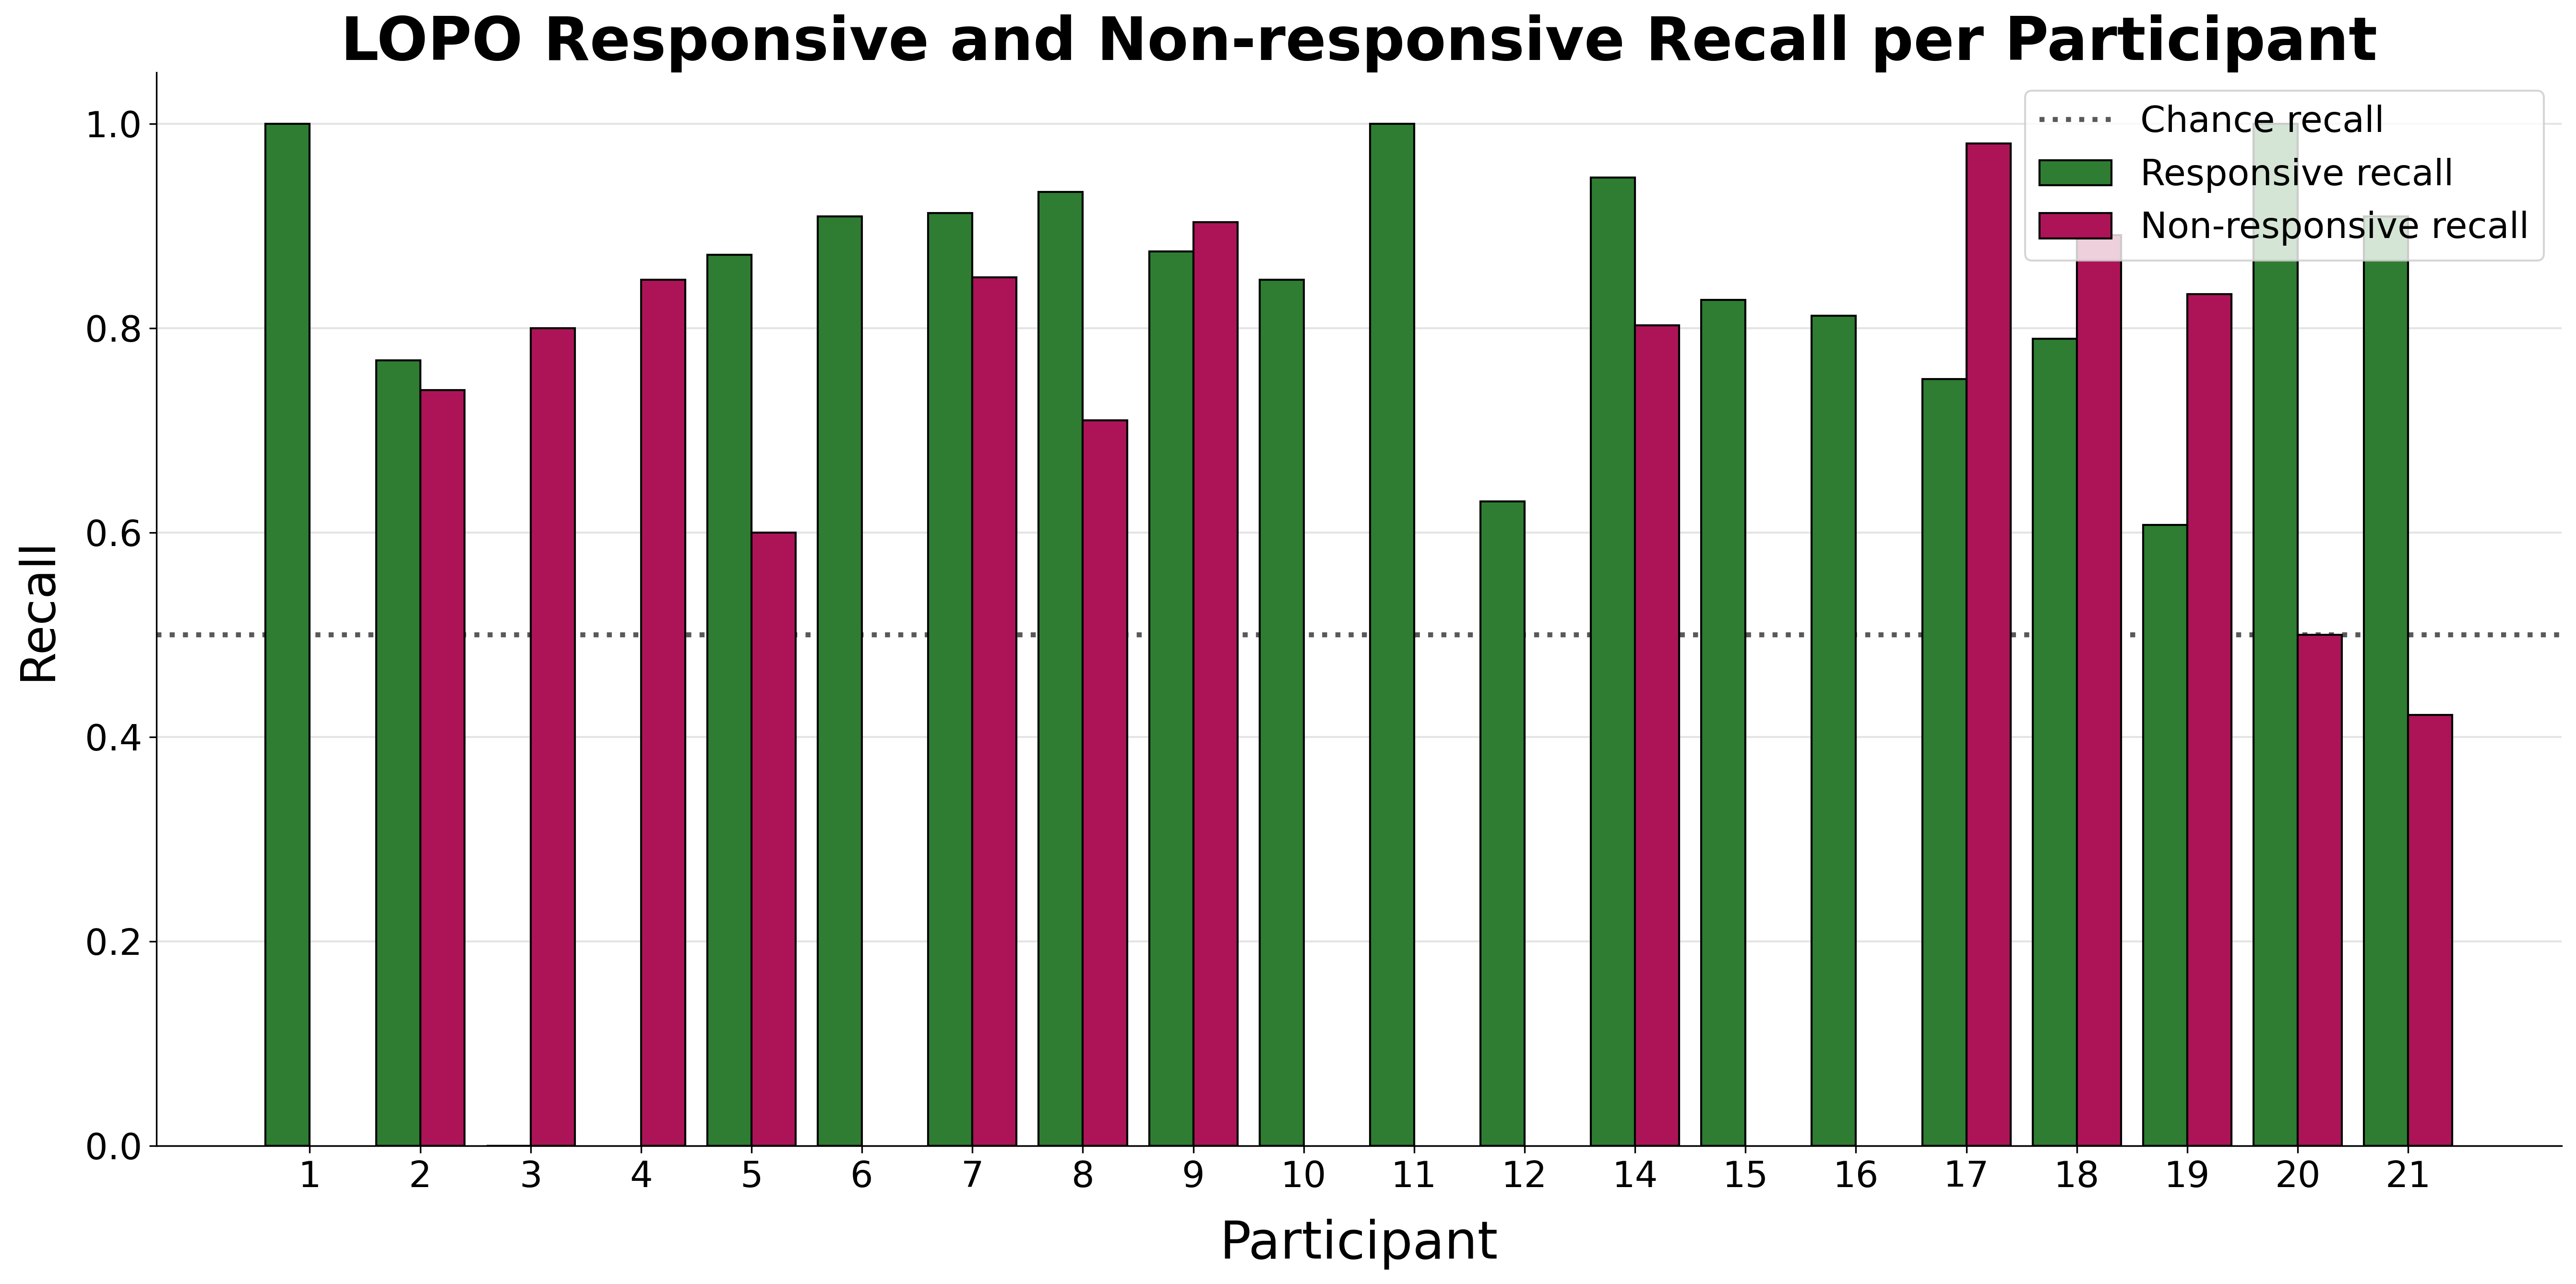 LOPO Responsive and Non-responsive Recall per Participant
Chance recall
Responsive recall
Non-responsive recall
Recall
1.0
0.8
0.6
0.4
0.2
0.0
1 2 3 4 5 6 7 8 9 10 11 12 14 15 16 17 18 19 20 21
Participant